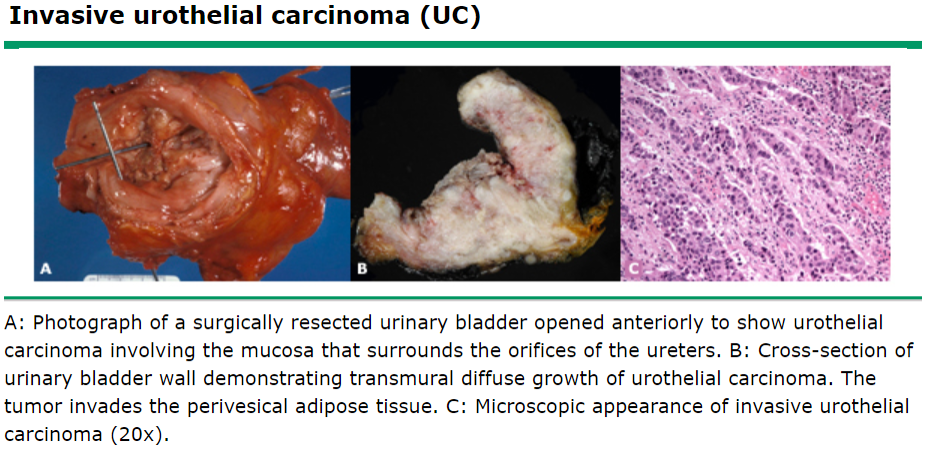 Invasive urothelial carcinoma (UC)
A
B
C
A: Photograph of a surgically resected urinary bladder opened anteriorly to show urothelial
carcinoma involving the mucosa that surrounds the orifices of the ureters. B: Cross-section of
urinary bladder wall demonstrating transmural diffuse growth of urothelial carcinoma. The
tumor invades the perivesical adipose tissue. C: Microscopic appearance of invasive urothelial
carcinoma (20x).